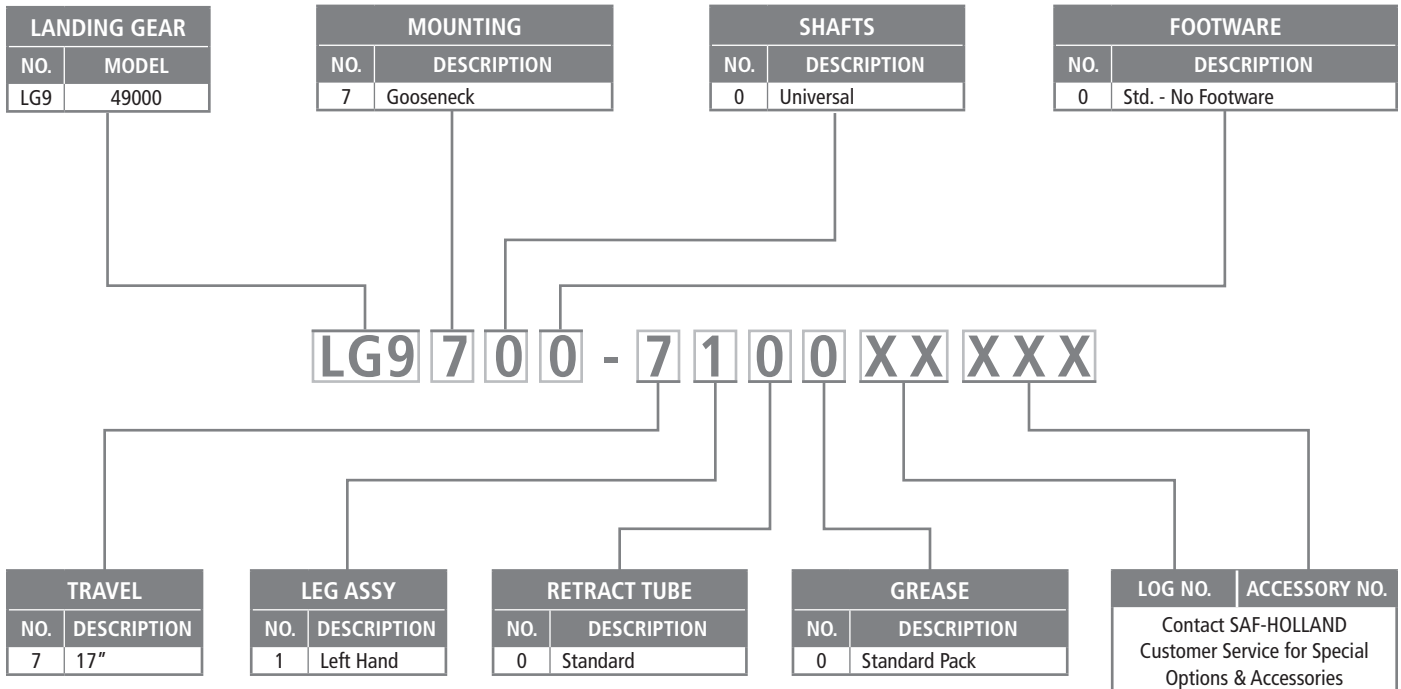 LANDING GEAR
NO. MODEL
LG9 49000
MOUNTING
NO. DESCRIPTION
7 Gooseneck
SHAFTS
NO. DESCRIPTION
0 Universal
FOOTWARE
NO. DESCRIPTION
0 Std. - No Footware
LG9 7 0 0 - 7 1 0 0 X X X X X
TRAVEL
NO. DESCRIPTION
7 17”
LEG ASSY
NO. DESCRIPTION
1 Left Hand
RETRACT TUBE
NO. DESCRIPTION
0 Standard
GREASE
NO. DESCRIPTION
0 Standard Pack
LOG NO. ACCESSORY NO.
Contact SAF-HOLLAND
Customer Service for Special
Options & Accessories